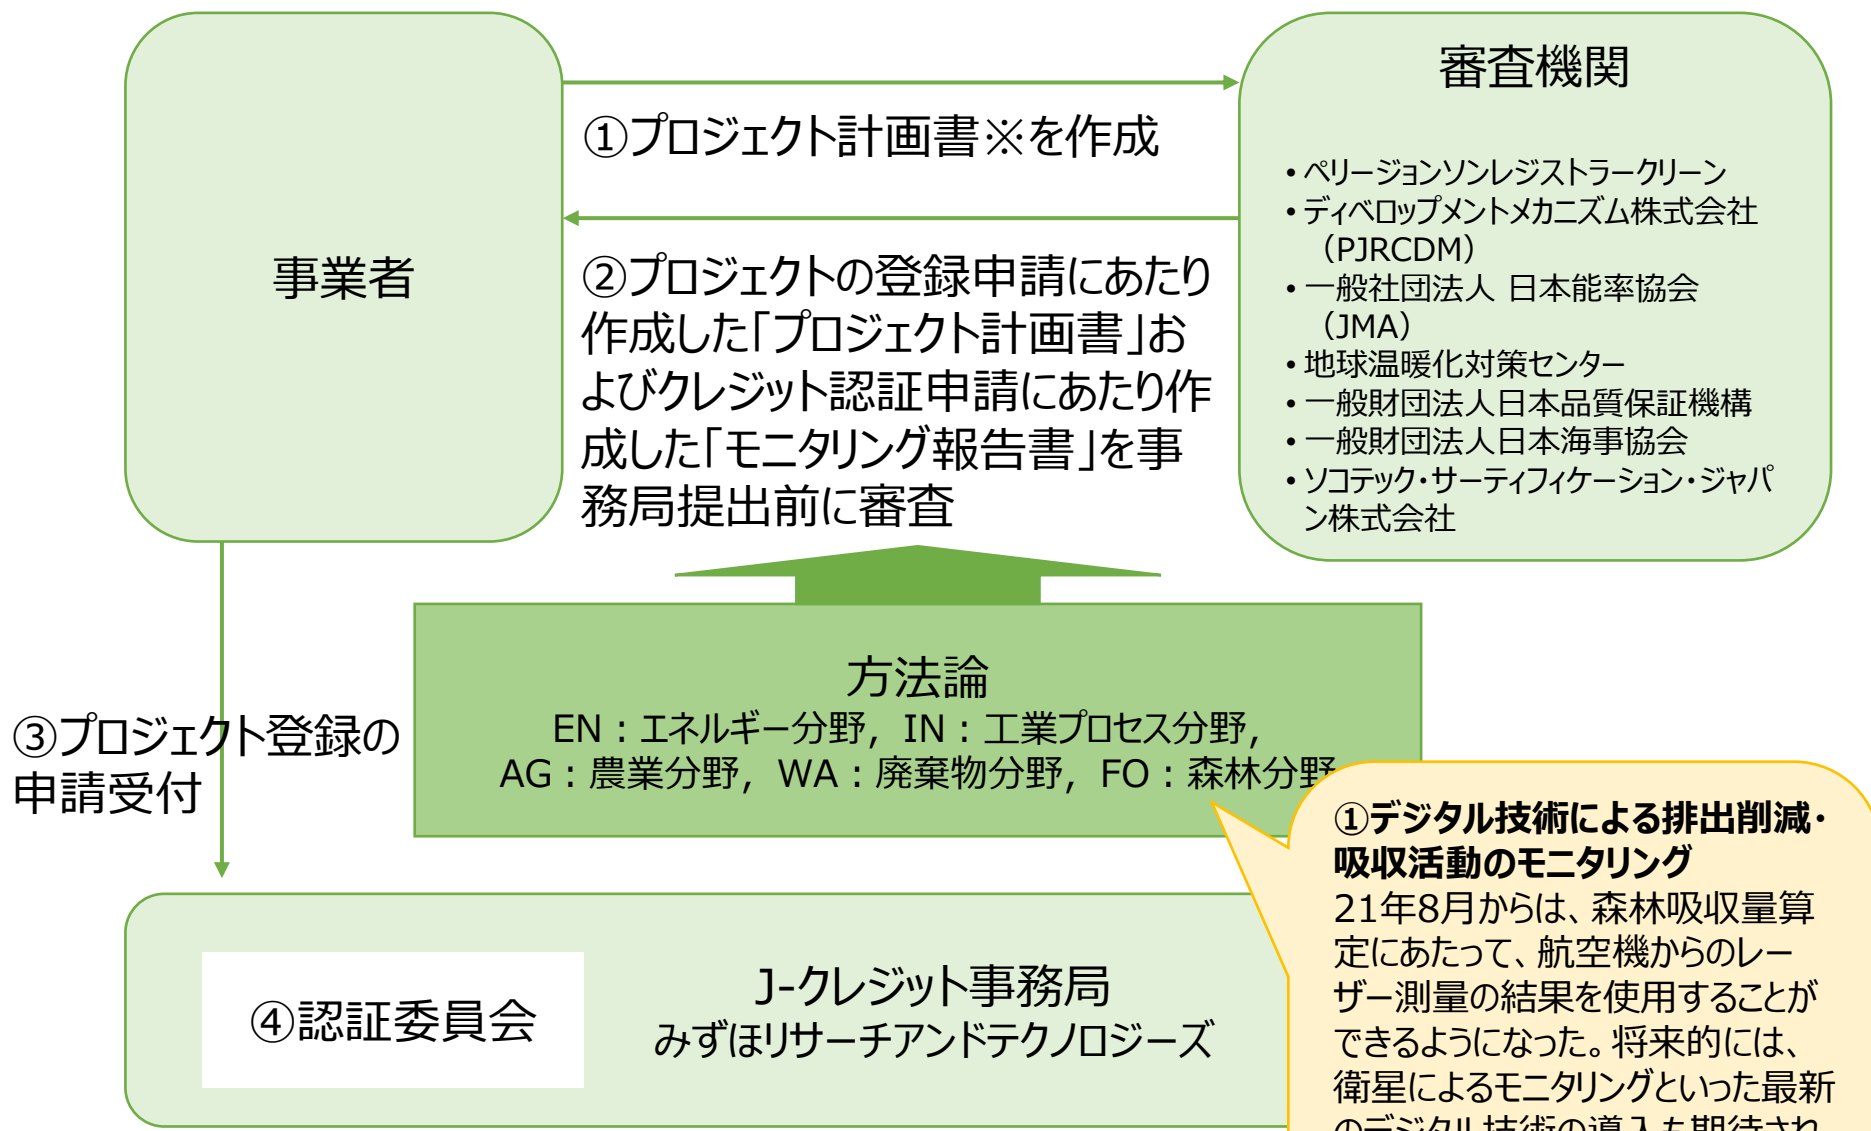 事業者
①プロジェクト計画書※を作成
②プロジェクトの登録申請にあたり
作成した「プロジェクト計画書」お
よびクレジット認証申請にあたり作
成した「モニタリング報告書」を事
務局提出前に審査
審査機関
• ペリージョンソンレジストラークリーン
• ディベロップメントメカニズム株式会社
（PJRCDM）
• 一般社団法人 日本能率協会
（JMA）
• 地球温暖化対策センター
• 一般財団法人日本品質保証機構
• 一般財団法人日本海事協会
• ソコテック・サーティフィケーション・ジャパ
ン株式会社
方法論
EN：エネルギー分野，IN：工業プロセス分野，
AG：農業分野，WA：廃棄物分野，FO：森林分野
③プロジェクト登録の
申請受付
④認証委員会
J-クレジット事務局
みずほリサーチアンドテクノロジーズ
①デジタル技術による排出削減・
吸収活動のモニタリング
21年8月からは、森林吸収量算
定にあたって、航空機からのレー
ザー測量の結果を使用することが
できるようになった。将来的には、
衛星によるモニタリングといった最新
のデジタル技術の導入も期待され